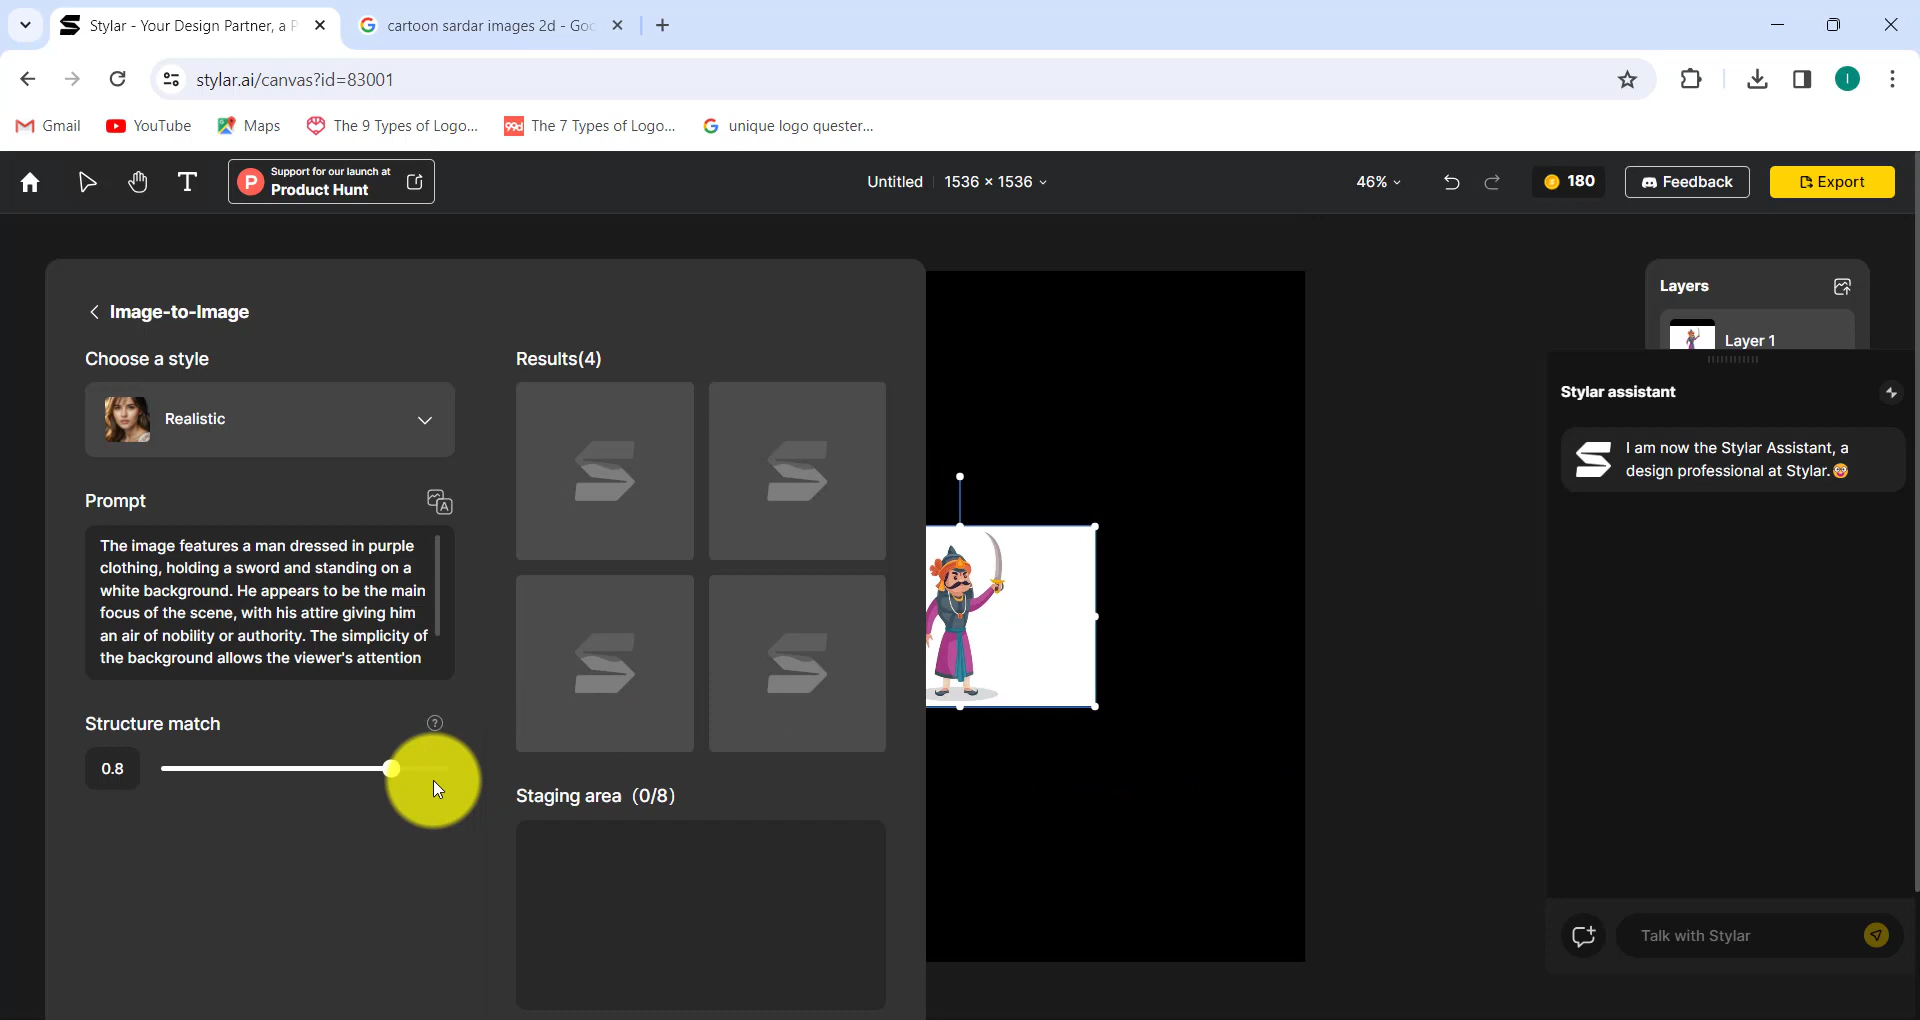 Stylar - Your Design Partner, a P
cartoon sardar images 2d - Goo
stylar.ai/canvas?id=83001
I
Gmail
YouTube
Maps
The 9 Types of Logo...
99d
The 7 Types of Logo...
unique logo quester...
P
Support for our launch at
Product Hunt
Untitled
1536 × 1536
46%
180
Feedback
Export
Image-to-Image
Choose a style
Realistic
Prompt
The image features a man dressed in purple
clothing, holding a sword and standing on a
white background. He appears to be the main
focus of the scene, with his attire giving him
an air of nobility or authority. The simplicity of
the background allows the viewer's attention
Structure match
0.8
Results(4)
Staging area (0/8)
Layers
Layer 1
Stylar assistant
I am now the Stylar Assistant, a
design professional at Stylar.🤪
Talk with Stylar